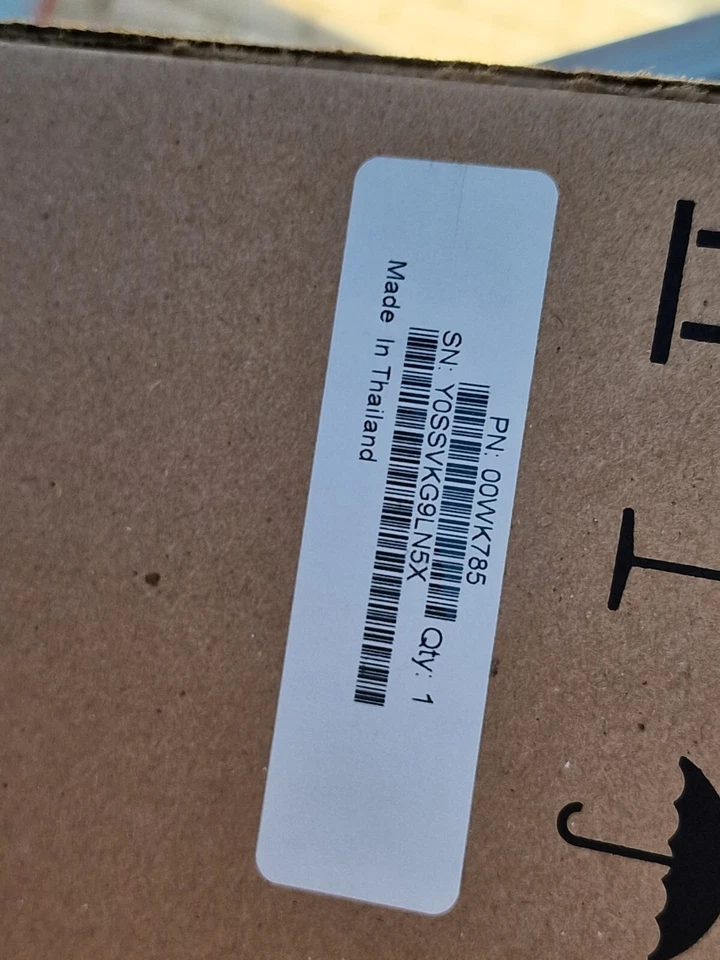 PN: 00WK785
SN: Y0SSVKG9LN5X Qty: 1
Made In Thailand